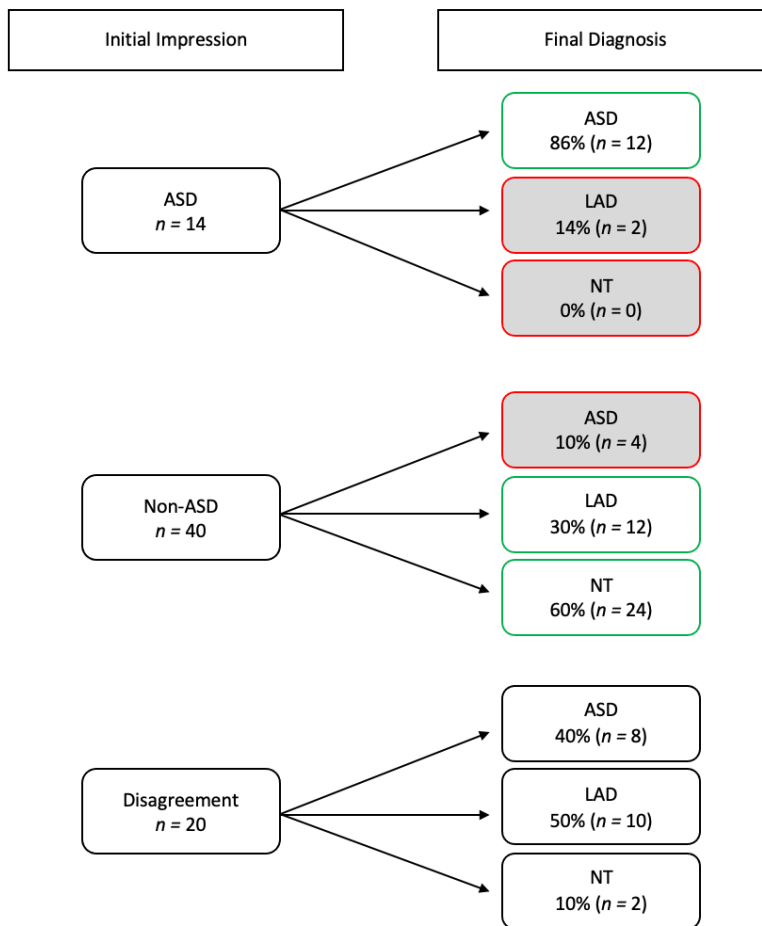 Initial Impression
Final Diagnosis
ASD
n = 14
ASD
86% (n = 12)
LAD
14% (n = 2)
NT
0% (n = 0)
Non-ASD
n = 40
ASD
10% (n = 4)
LAD
30% (n = 12)
NT
60% (n = 24)
Disagreement
n = 20
ASD
40% (n = 8)
LAD
50% (n = 10)
NT
10% (n = 2)